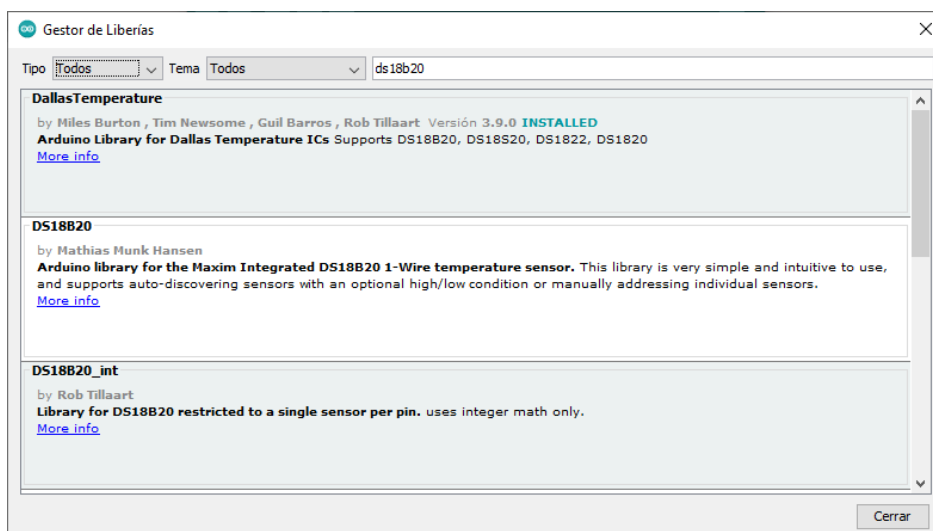 Gestor de Liberías
Tipo Todos Tema Todos ds18b20
DallasTemperature
by Miles Burton , Tim Newsome , Guil Barros , Rob Tillaart Versión 3.9.0 INSTALLED
Arduino Library for Dallas Temperature ICs Supports DS18B20, DS18S20, DS1822, DS1820
More info
DS18B20
by Mathias Munk Hansen
Arduino library for the Maxim Integrated DS18B20 1-Wire temperature sensor. This library is very simple and intuitive to use,
and supports auto-discovering sensors with an optional high/low condition or manually addressing individual sensors.
More info
DS18B20_int
by Rob Tillaart
Library for DS18B20 restricted to a single sensor per pin. uses integer math only.
More info
Cerrar